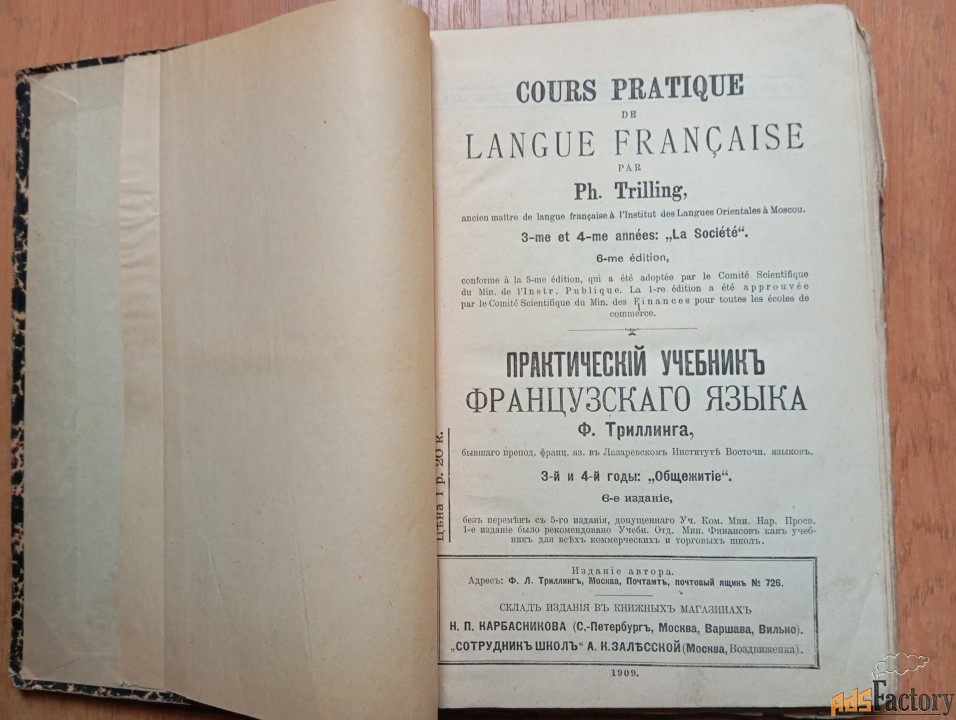 COURS PRATIQUE
DE
LANGUE FRANÇAISE
PAR
Ph. Trilling,
ancien maître de langue française à l'Institut des Langues Orientales à Moscou.
3-me et 4-me années: „La Société“.
6-me édition,
conforme à la 5-me édition, qui a été adoptée par le Comité Scientifique
du Min. de l'Instr. Publique. La 1-re édition a été approuvée
par le Comité Scientifique du Min. des Finances pour toutes les écoles de
commerce.
ПРАКТИЧЕСКІЙ УЧЕБНИКЪ
ФРАНЦУЗСКАГО ЯЗЫКА
Ф. Триллинга,
бывшаго препод. франц. яз. въ Лазаревскомъ Институтѣ Восточн. языковъ.
3-й и 4-й годы: „Общежитіе“.
6-е изданіе,
безъ перемѣнъ съ 5-го изданія, допущеннаго Уч. Ком. Мин. Нар. Просв.
1-е изданіе было рекомендовано Учебн. Отд. Мин. Финансовъ какъ учеб-
никъ для всѣхъ коммерческихъ и торговыхъ школъ.
Цѣна 1 р. 20 к.
Изданіе автора.
Адресъ: Ф. Л. Триллингъ, Москва, Почтамтъ, почтовый ящикъ № 726.
СКЛАДЪ ИЗДАНІЯ ВЪ КНИЖНЫХЪ МАГАЗИНАХЪ
Н. П. КАРБАСНИКОВА (С.-Петербургъ, Москва, Варшава, Вильно).
„СОТРУДНИКЪ ШКОЛЪ“ А. К. ЗАЛѢССКОЙ (Москва, Воздвиженка).
1909.
AdsFactory